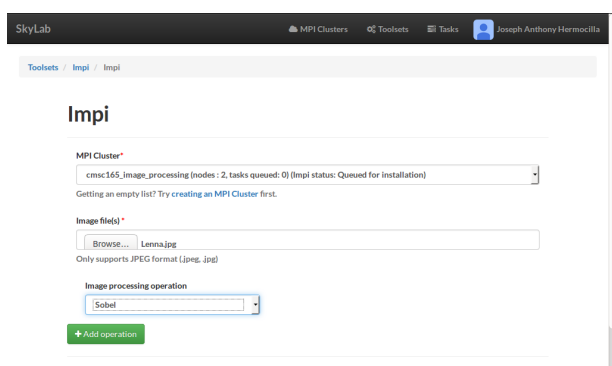 SkyLab MPI Clusters Toolsets Tasks Joseph Anthony Hermocilla
Toolsets / Impi / Impi
Impi
MPI Cluster*
cmsc165_image_processing (nodes : 2, tasks queued: 0) (Impi status: Queued for installation)
Getting an empty list? Try creating an MPI Cluster first.
Image file(s) *
Browse... Lenna.jpg
Only supports JPEG format (.jpeg, .jpg)
Image processing operation
Sobel
+ Add operation